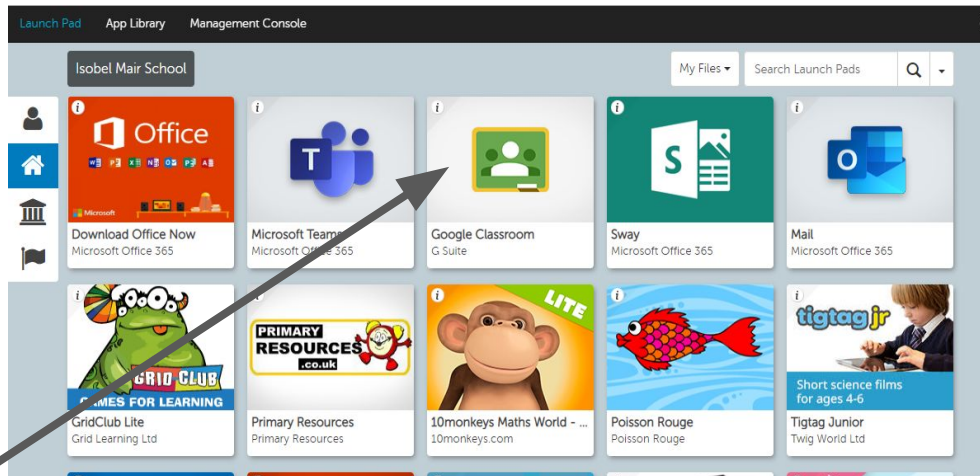 Launch Pad App Library Management Console
Isobel Mair School My Files Search Launch Pads
Office
Microsoft
Download Office Now
Microsoft Office 365
T
Microsoft Teams
Microsoft Office 365
Google Classroom
G Suite
S
Sway
Microsoft Office 365
O
Mail
Microsoft Office 365
GRID CLUB
GAMES FOR LEARNING
GridClub Lite
Grid Learning Ltd
PRIMARY
RESOURCES
.co.uk
Primary Resources
Primary Resources
LITE
10monkeys Maths World - ...
10monkeys.com
Poisson Rouge
Poisson Rouge
tigtag jr
Short science films
for ages 4-6
Tigtag Junior
Twig World Ltd